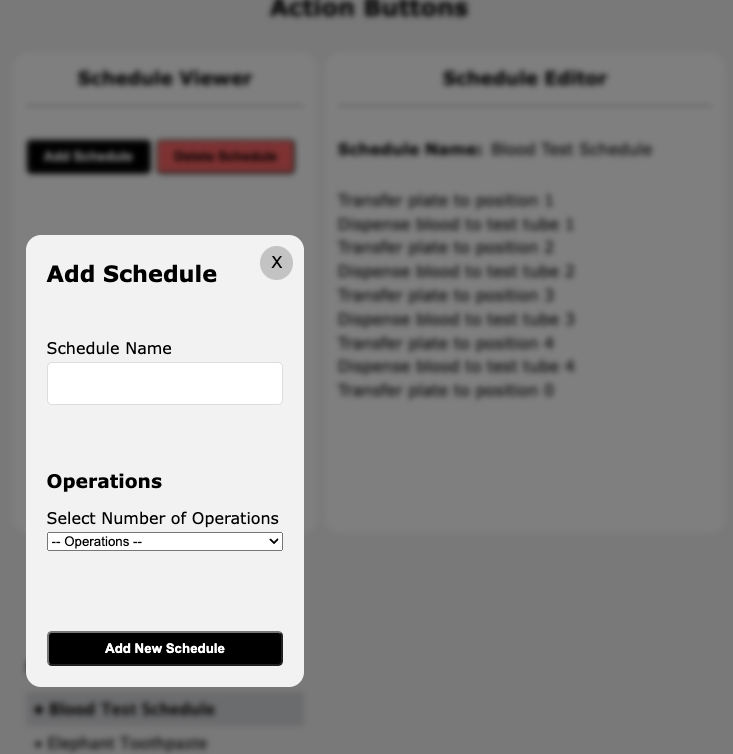 Action Buttons
Schedule Viewer
Schedule Editor
Add Schedule
Delete Schedule
Schedule Name: Blood Test Schedule
Transfer plate to position 1
Dispense blood to test tube 1
Transfer plate to position 2
Dispense blood to test tube 2
Transfer plate to position 3
Dispense blood to test tube 3
Transfer plate to position 4
Dispense blood to test tube 4
Transfer plate to position 0
Add Schedule
X
Schedule Name
Operations
Select Number of Operations
-- Operations --
Add New Schedule
• Blood Test Schedule
• Elephant Toothpaste